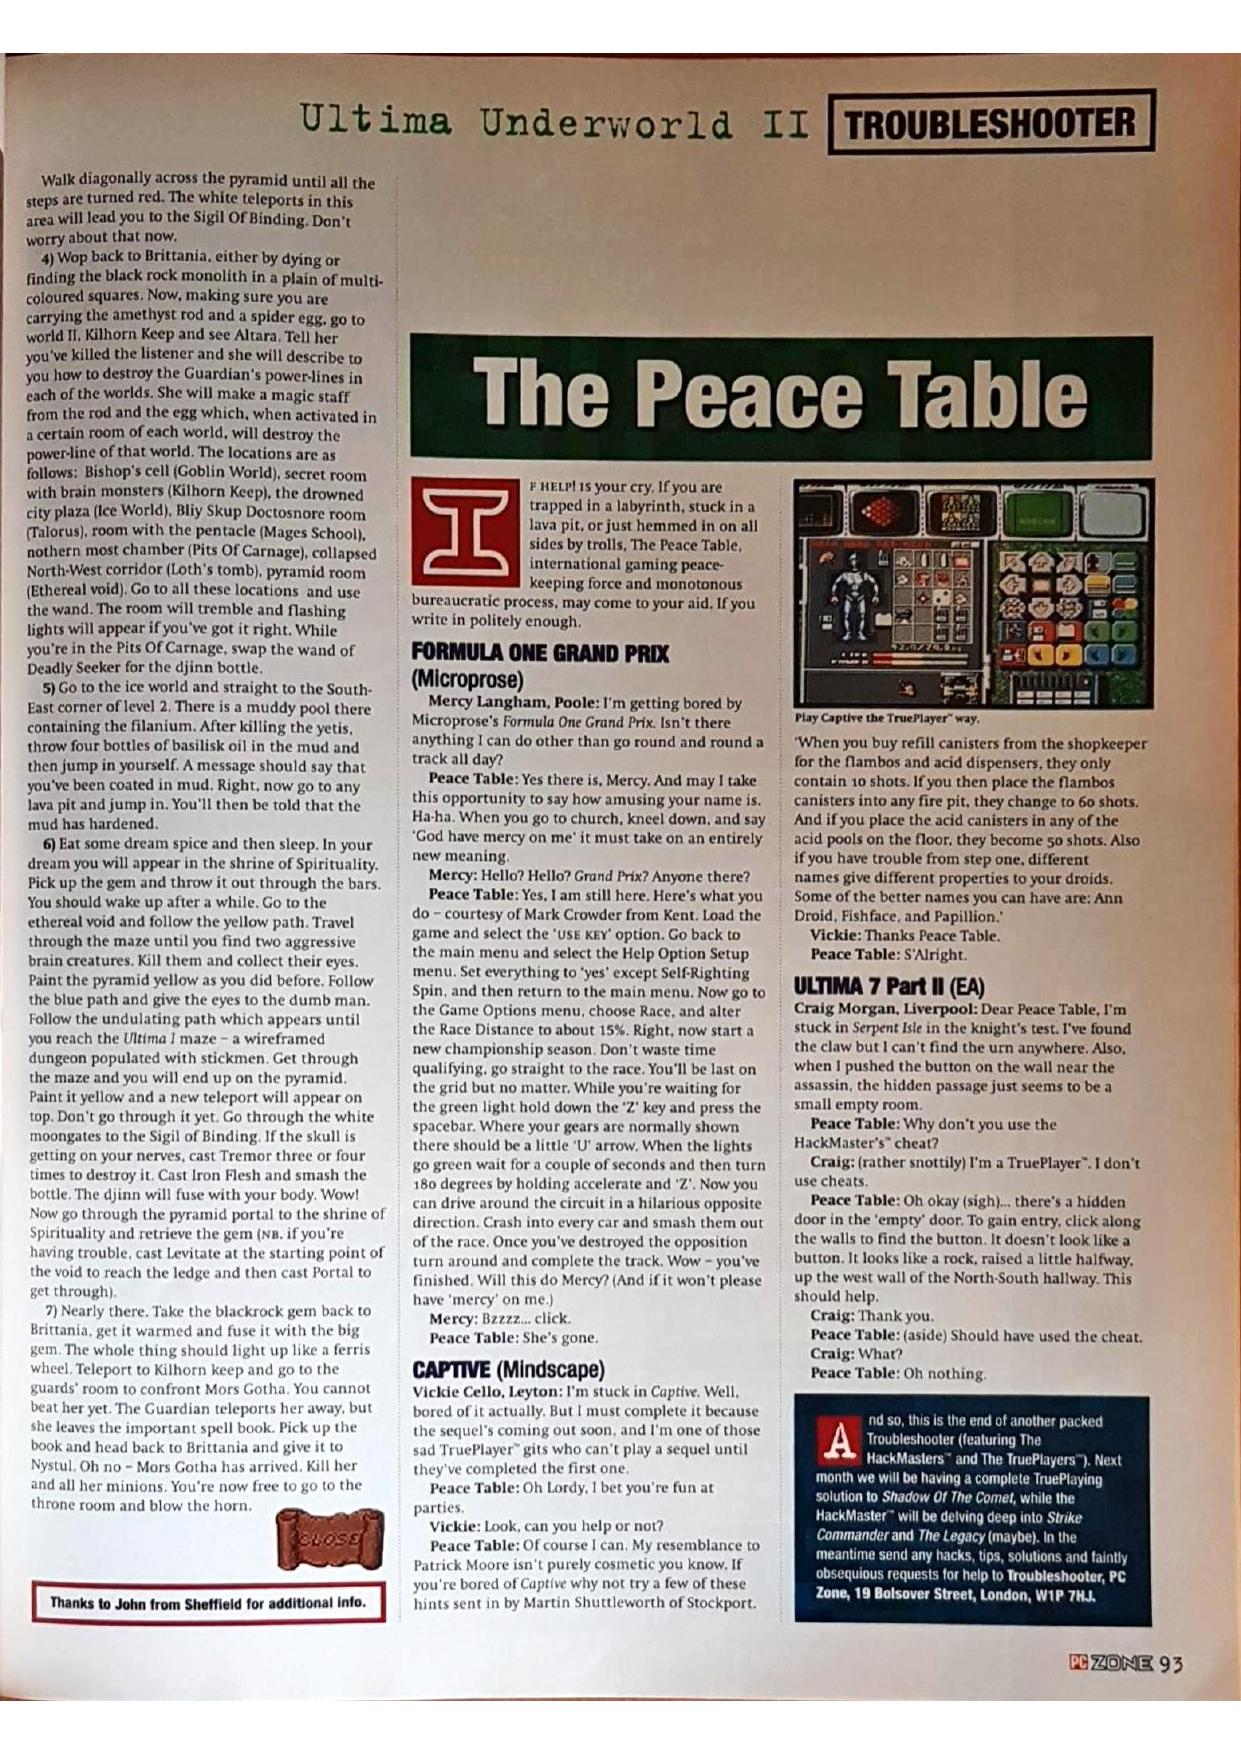 Ultima Underworld II TROUBLESHOOTER
Walk diagonally across the pyramid until all the
steps are turned red. The white teleports in this
area will lead you to the Sigil Of Binding. Don't
worry about that now.
4) Wop back to Brittania, either by dying or
finding the black rock monolith in a plain of multi-
coloured squares. Now, making sure you are
carrying the amethyst rod and a spider egg, go to
world II, Kilhorn Keep and see Altara. Tell her
you've killed the listener and she will describe to
you how to destroy the Guardian's power-lines in
each of the worlds. She will make a magic staff
from the rod and the egg which, when activated in
a certain room of each world, will destroy the
power-line of that world. The locations are as
follows: Bishop's cell (Goblin World), secret room
with brain monsters (Kilhorn Keep), the drowned
city plaza (Ice World), Bliy Skup Doctosnore room
(Talorus), room with the pentacle (Mages School),
nothern most chamber (Pits Of Carnage), collapsed
North-West corridor (Loth's tomb), pyramid room
(Ethereal void). Go to all these locations and use
the wand. The room will tremble and flashing
lights will appear if you've got it right. While
you're in the Pits Of Carnage, swap the wand of
Deadly Seeker for the djinn bottle.
5) Go to the ice world and straight to the South-
East corner of level 2. There is a muddy pool there
containing the filanium. After killing the yetis,
throw four bottles of basilisk oil in the mud and
then jump in yourself. A message should say that
you've been coated in mud. Right, now go to any
lava pit and jump in. You'll then be told that the
mud has hardened.
6) Eat some dream spice and then sleep. In your
dream you will appear in the shrine of Spirituality.
Pick up the gem and throw it out through the bars.
You should wake up after a while. Go to the
ethereal void and follow the yellow path. Travel
through the maze until you find two aggressive
brain creatures. Kill them and collect their eyes.
Paint the pyramid yellow as you did before. Follow
the blue path and give the eyes to the dumb man.
Follow the undulating path which appears until
you reach the Ultima I maze – a wireframed
dungeon populated with stickmen. Get through
the maze and you will end up on the pyramid.
Paint it yellow and a new teleport will appear on
top. Don't go through it yet. Go through the white
moongates to the Sigil of Binding. If the skull is
getting on your nerves, cast Tremor three or four
times to destroy it. Cast Iron Flesh and smash the
bottle. The djinn will fuse with your body. Wow!
Now go through the pyramid portal to the shrine of
Spirituality and retrieve the gem (NB. if you're
having trouble, cast Levitate at the starting point of
the void to reach the ledge and then cast Portal to
get through).
7) Nearly there. Take the blackrock gem back to
Brittania, get it warmed and fuse it with the big
gem. The whole thing should light up like a ferris
wheel. Teleport to Kilhorn keep and go to the
guards' room to confront Mors Gotha. You cannot
beat her yet. The Guardian teleports her away, but
she leaves the important spell book. Pick up the
book and head back to Brittania and give it to
Nystul. Oh no – Mors Gotha has arrived. Kill her
and all her minions. You're now free to go to the
throne room and blow the horn.
CLOSE
Thanks to John from Sheffield for additional info.
The Peace Table
IF HELP! IS your cry. If you are
trapped in a labyrinth, stuck in a
lava pit, or just hemmed in on all
sides by trolls, The Peace Table,
international gaming peace-
keeping force and monotonous
bureaucratic process, may come to your aid. If you
write in politely enough.
FORMULA ONE GRAND PRIX
(Microprose)
Mercy Langham, Poole: I'm getting bored by
Microprose's Formula One Grand Prix. Isn't there
anything I can do other than go round and round a
track all day?
Peace Table: Yes there is, Mercy. And may I take
this opportunity to say how amusing your name is.
Ha-ha. When you go to church, kneel down, and say
'God have mercy on me' it must take on an entirely
new meaning.
Mercy: Hello? Hello? Grand Prix? Anyone there?
Peace Table: Yes, I am still here. Here's what you
do – courtesy of Mark Crowder from Kent. Load the
game and select the 'USE KEY' option. Go back to
the main menu and select the Help Option Setup
menu. Set everything to 'yes' except Self-Righting
Spin, and then return to the main menu. Now go to
the Game Options menu, choose Race, and alter
the Race Distance to about 15%. Right, now start a
new championship season. Don't waste time
qualifying, go straight to the race. You'll be last on
the grid but no matter. While you're waiting for
the green light hold down the 'Z' key and press the
spacebar. Where your gears are normally shown
there should be a little 'U' arrow. When the lights
go green wait for a couple of seconds and then turn
180 degrees by holding accelerate and 'Z'. Now you
can drive around the circuit in a hilarious opposite
direction. Crash into every car and smash them out
of the race. Once you've destroyed the opposition
turn around and complete the track. Wow – you've
finished. Will this do Mercy? (And if it won't please
have 'mercy' on me.)
Mercy: Bzzzz... click.
Peace Table: She's gone.
CAPTIVE (Mindscape)
Vickie Cello, Leyton: I'm stuck in Captive. Well,
bored of it actually. But I must complete it because
the sequel's coming out soon, and I'm one of those
sad TruePlayer™ gits who can't play a sequel until
they've completed the first one.
Peace Table: Oh Lordy, I bet you're fun at
parties.
Vickie: Look, can you help or not?
Peace Table: Of course I can. My resemblance to
Patrick Moore isn't purely cosmetic you know. If
you're bored of Captive why not try a few of these
hints sent in by Martin Shuttleworth of Stockport.
Play Captive the TruePlayer™ way.
'When you buy refill canisters from the shopkeeper
for the flambos and acid dispensers, they only
contain 10 shots. If you then place the flambos
canisters into any fire pit, they change to 60 shots.
And if you place the acid canisters in any of the
acid pools on the floor, they become 50 shots. Also
if you have trouble from step one, different
names give different properties to your droids.
Some of the better names you can have are: Ann
Droid, Fishface, and Papillion.'
Vickie: Thanks Peace Table.
Peace Table: S'Alright.
ULTIMA 7 Part II (EA)
Craig Morgan, Liverpool: Dear Peace Table, I'm
stuck in Serpent Isle in the knight's test. I've found
the claw but I can't find the urn anywhere. Also,
when I pushed the button on the wall near the
assassin, the hidden passage just seems to be a
small empty room.
Peace Table: Why don't you use the
HackMaster's™ cheat?
Craig: (rather snottily) I'm a TruePlayer™. I don't
use cheats.
Peace Table: Oh okay (sigh)... there's a hidden
door in the 'empty' door. To gain entry, click along
the walls to find the button. It doesn't look like a
button. It looks like a rock, raised a little halfway,
up the west wall of the North-South hallway. This
should help.
Craig: Thank you.
Peace Table: (aside) Should have used the cheat.
Craig: What?
Peace Table: Oh nothing.
And so, this is the end of another packed
Troubleshooter (featuring The
HackMasters™ and The TruePlayers™). Next
month we will be having a complete TruePlaying
solution to Shadow Of The Comet, while the
HackMaster™ will be delving deep into Strike
Commander and The Legacy (maybe). In the
meantime send any hacks, tips, solutions and faintly
obsequious requests for help to Troubleshooter, PC
Zone, 19 Bolsover Street, London, W1P 7HJ.
PC ZONE 93